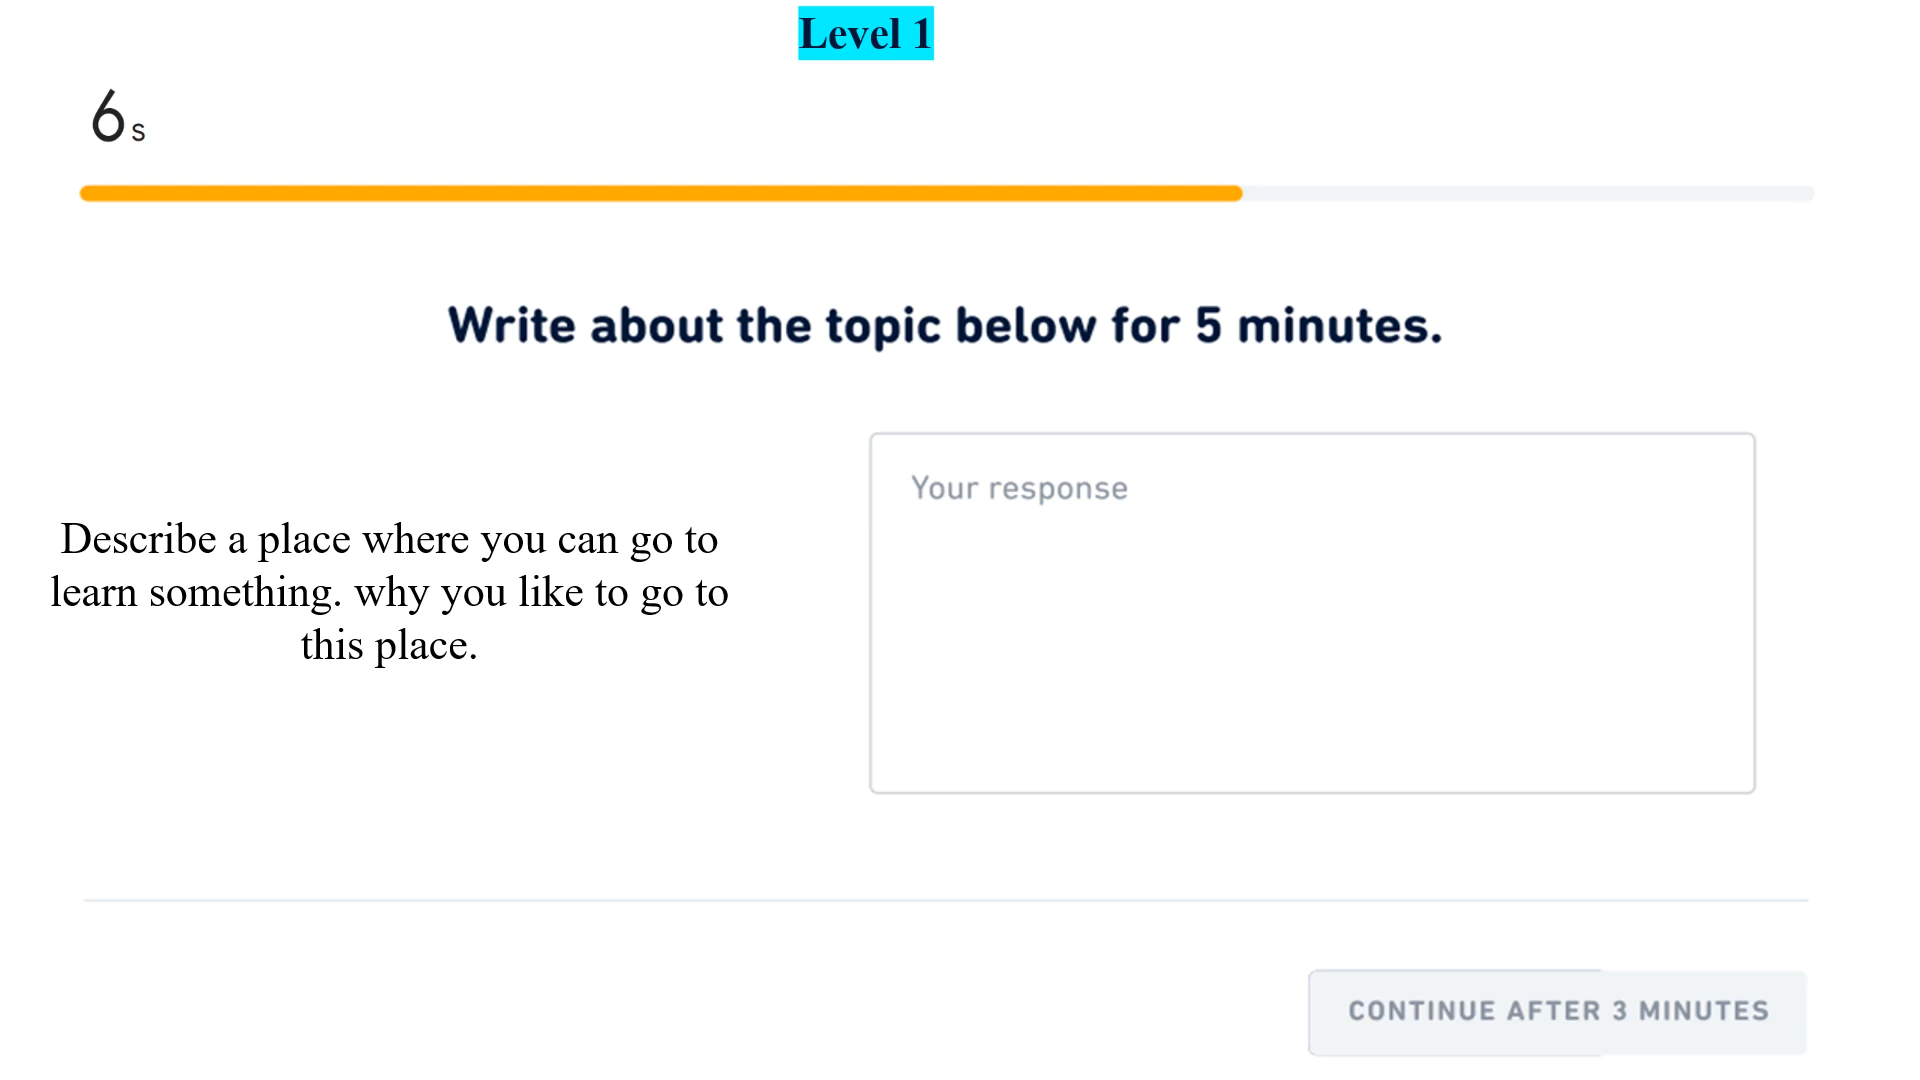 Level 1
6 s
Write about the topic below for 5 minutes.
Describe a place where you can go to
learn something. why you like to go to
this place.
Your response
CONTINUE AFTER 3 MINUTES